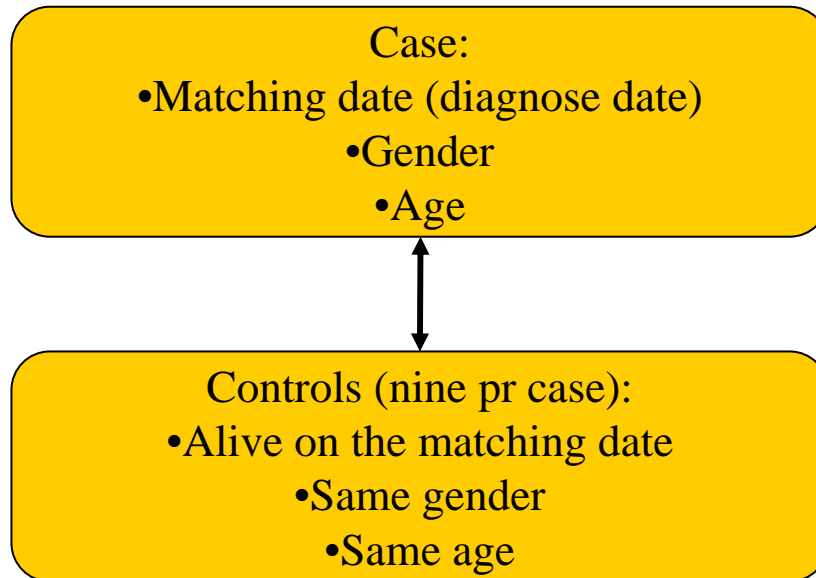 Case:
•Matching date (diagnose date)
•Gender
•Age
Controls (nine pr case):
•Alive on the matching date
•Same gender
•Same age